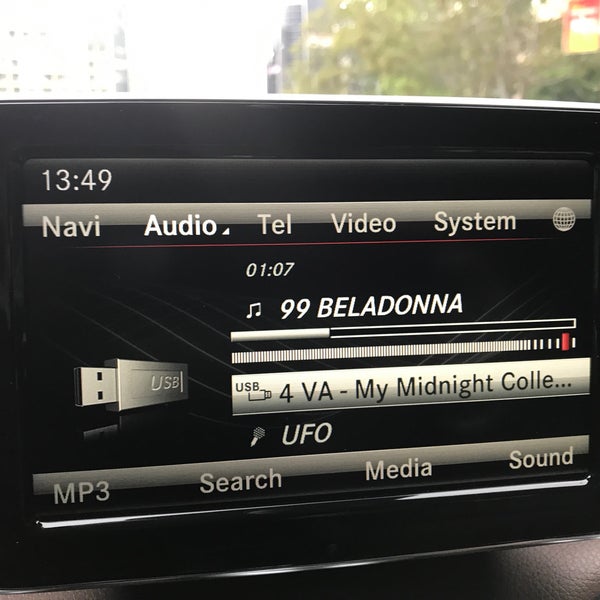 13:49
Navi Audio Tel Video System
01:07
99 BELADONNA
USB
USB 4 VA - My Midnight Colle...
UFO
MP3 Search Media Sound